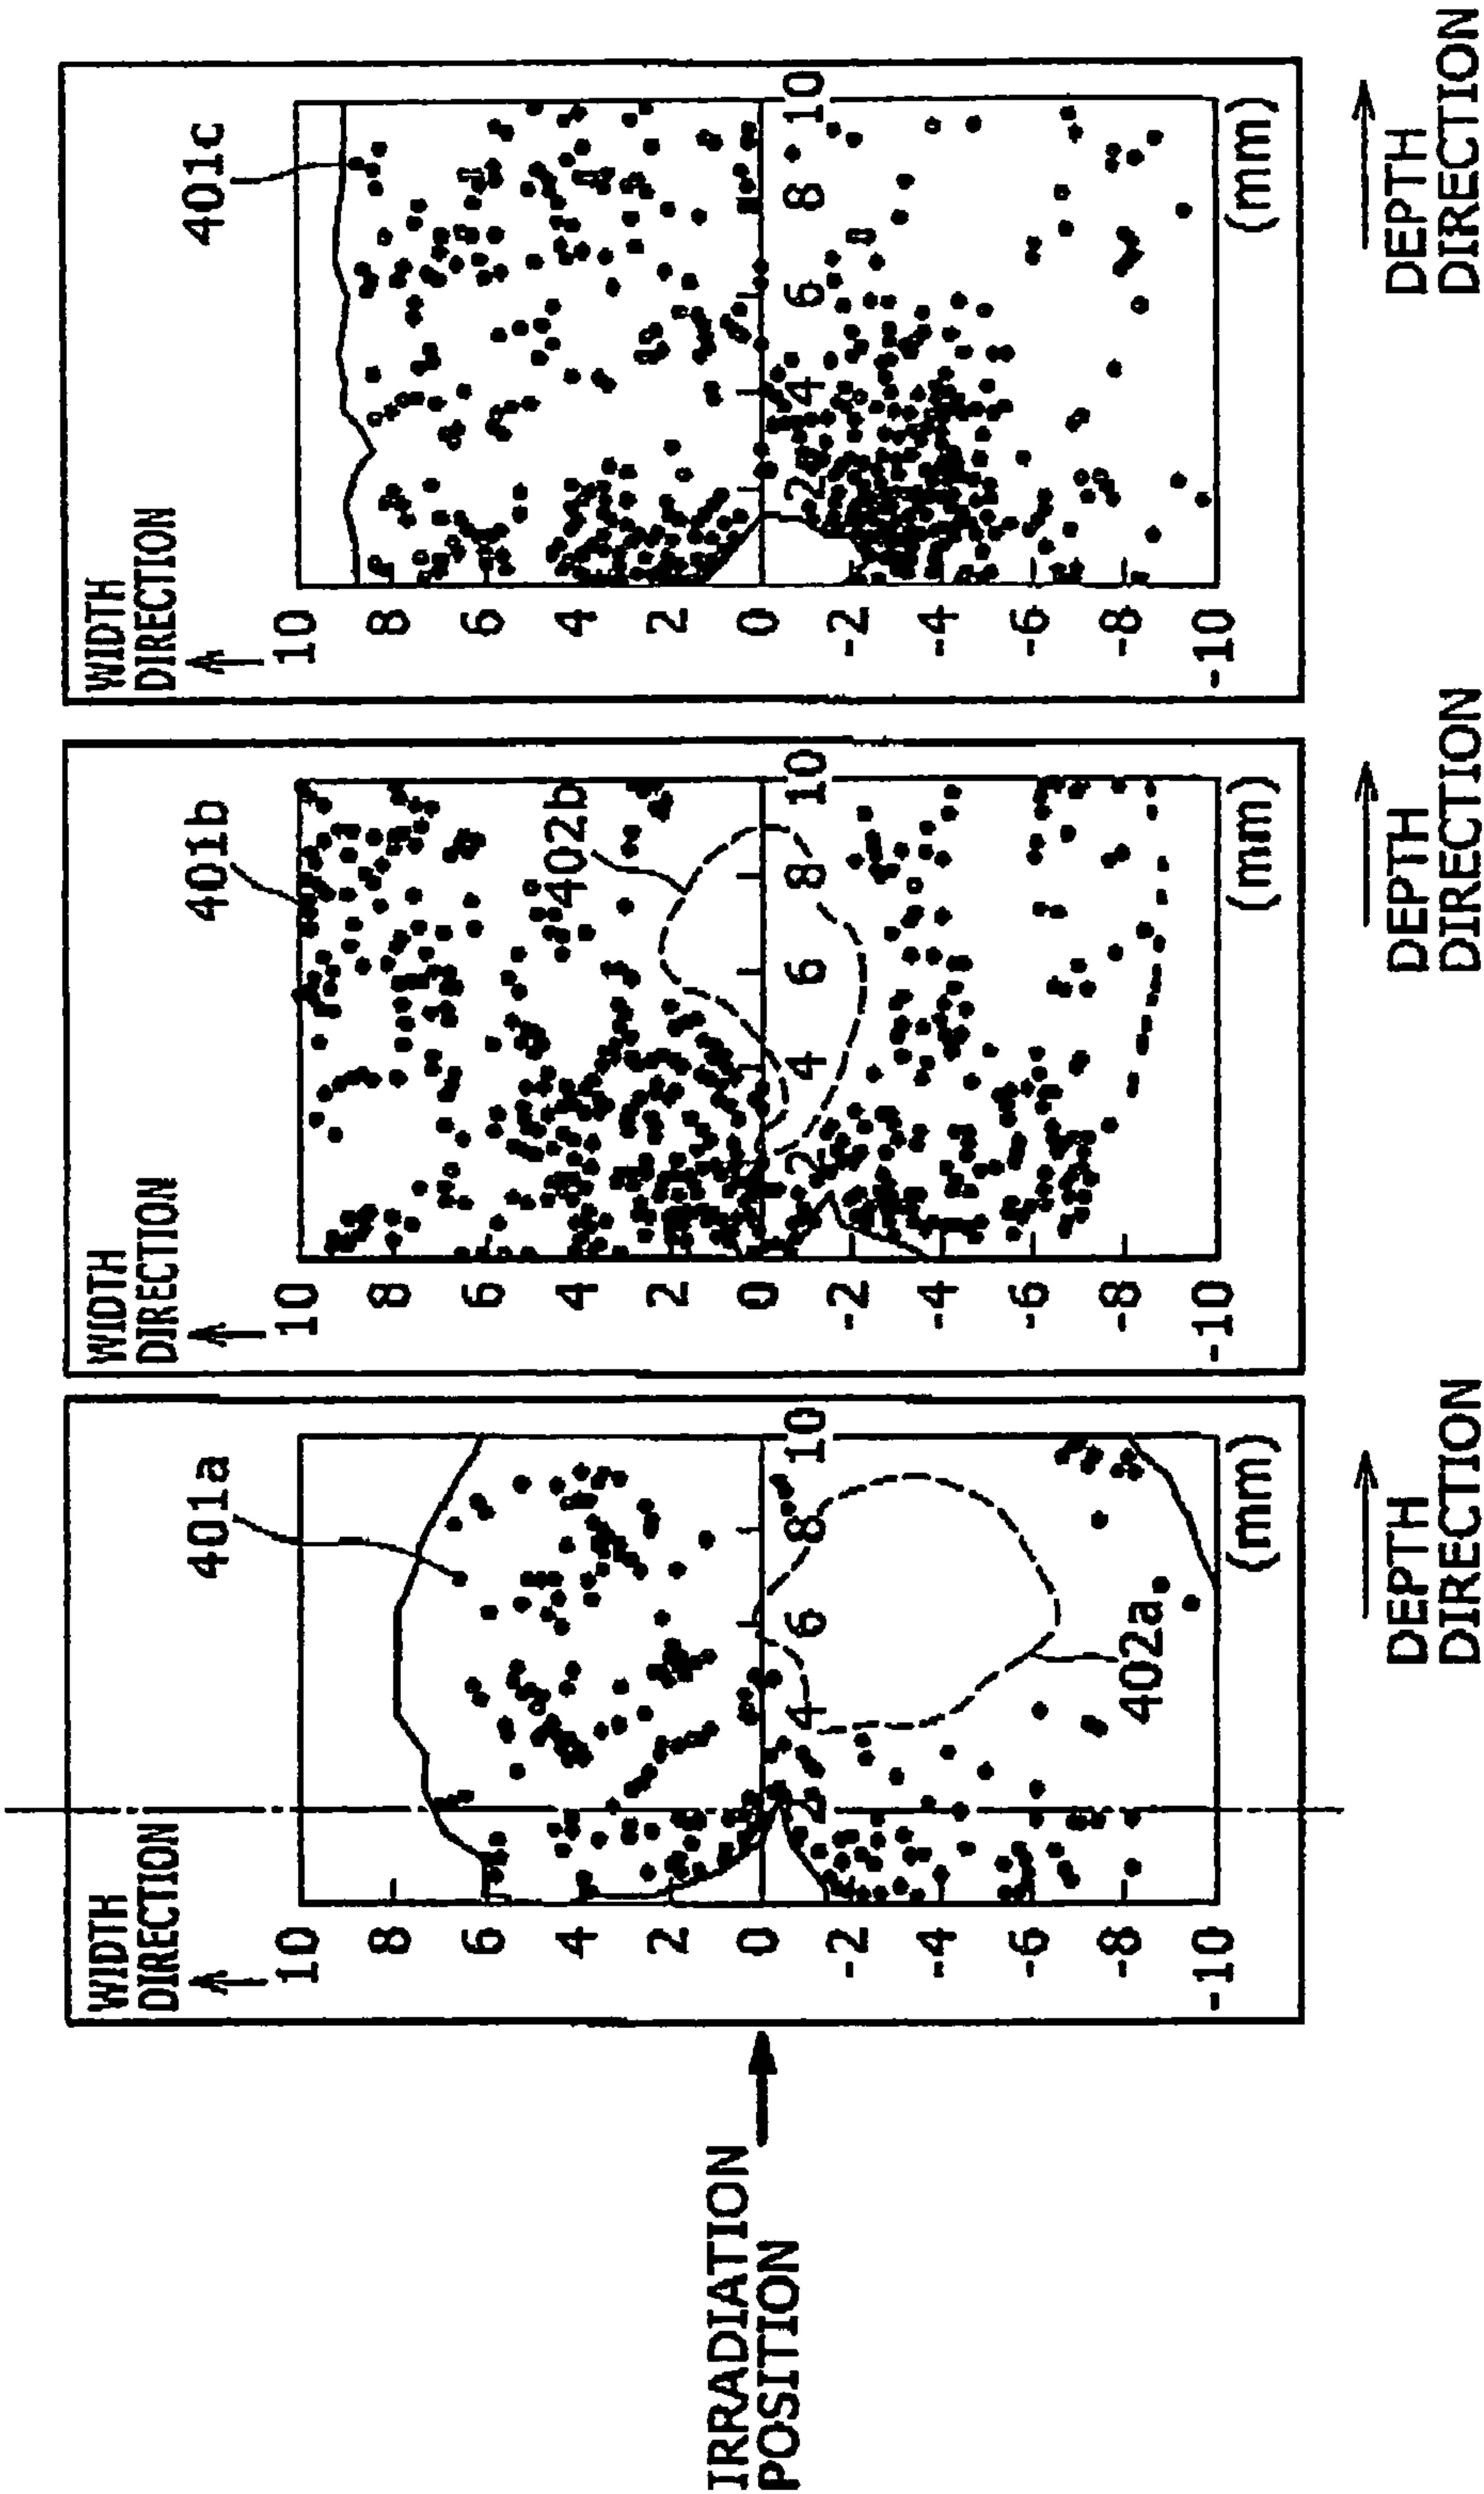 IRRADIATION
POSITION
WIDTH
DIRECTION
401a
10
8
6
4
2
0
4 6 8 10
-2
-4
-6
402a
-8
-10
(mm)
DEPTH
DIRECTION
WIDTH
DIRECTION
401b
10
8
6
4
402b
2
0
2 4 6 8 10
-2
-4
-6
-8
-10
(mm)
DEPTH
DIRECTION
WIDTH
DIRECTION
401c
10
8
6
4
2
0
2 4 6 8 10
-2
-4
-6
-8
-10
(mm)
DEPTH
DIRECTION